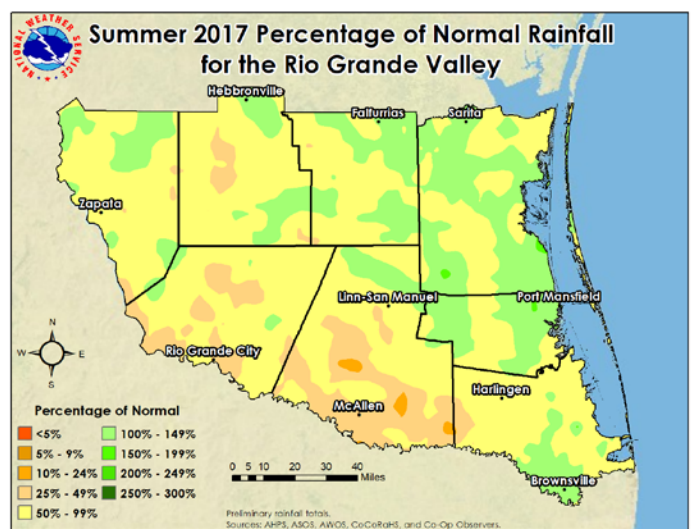 NATIONAL WEATHER SERVICE
Summer 2017 Percentage of Normal Rainfall
for the Rio Grande Valley
Hebbronville
Falfurrias
Sarita
Zapata
Linn-San Manuel
Port Mansfield
N
W
E
S
Rio Grande City
Harlingen
McAllen
Brownsville
Percentage of Normal
<5%
100% - 149%
5% - 9%
150% - 199%
10% - 24%
200% - 249%
25% - 49%
250% - 300%
50% - 99%
0 5 10 20 30 40
Miles
Preliminary rainfall totals.
Sources: AHPS, ASOS, AWOS, CoCoRaHS, and Co-Op Observers.